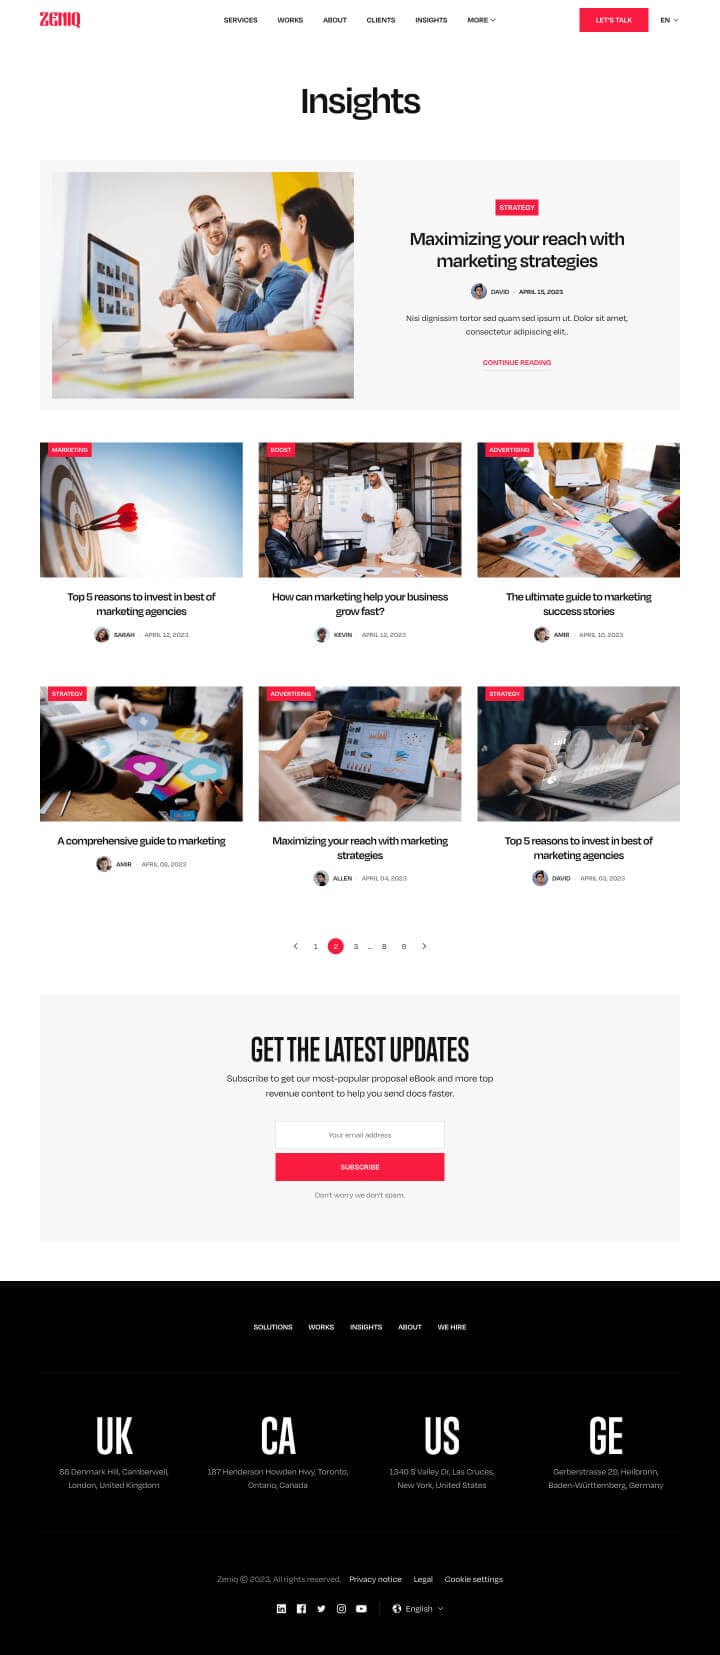 ZENIQ
SERVICES WORKS ABOUT CLIENTS INSIGHTS MORE
LET'S TALK
EN
Insights
STRATEGY
Maximizing your reach with
marketing strategies
DAVID - APRIL 15, 2023
Nisi dignissim tortor sed quam sed ipsum ut. Dolor sit amet,
consectetur adipiscing elit..
CONTINUE READING
MARKETING
Top 5 reasons to invest in best of
marketing agencies
SARAH - APRIL 12, 2023
BOOST
How can marketing help your business
grow fast?
KEVIN - APRIL 12, 2023
ADVERTISING
The ultimate guide to marketing
success stories
AMIR - APRIL 10, 2023
STRATEGY
A comprehensive guide to marketing
AMIR - APRIL 08, 2023
ADVERTISING
Maximizing your reach with marketing
strategies
ALLEN - APRIL 04, 2023
STRATEGY
Top 5 reasons to invest in best of
marketing agencies
DAVID - APRIL 03, 2023
1 2 3 ... 8 9
GET THE LATEST UPDATES
Subscribe to get our most-popular proposal eBook and more top
revenue content to help you send docs faster.
Your email address
SUBSCRIBE
Don't worry we don't spam.
SOLUTIONS WORKS INSIGHTS ABOUT WE HIRE
UK
88 Denmark Hill, Camberwell,
London, United Kingdom
CA
187 Henderson Howden Hwy, Toronto,
Ontario, Canada
US
1340 S Valley Dr, Las Cruces,
New York, United States
GE
Gerberstrasse 29, Heilbronn,
Baden-Württemberg, Germany
Zeniq © 2023, All rights reserved. Privacy notice Legal Cookie settings
English